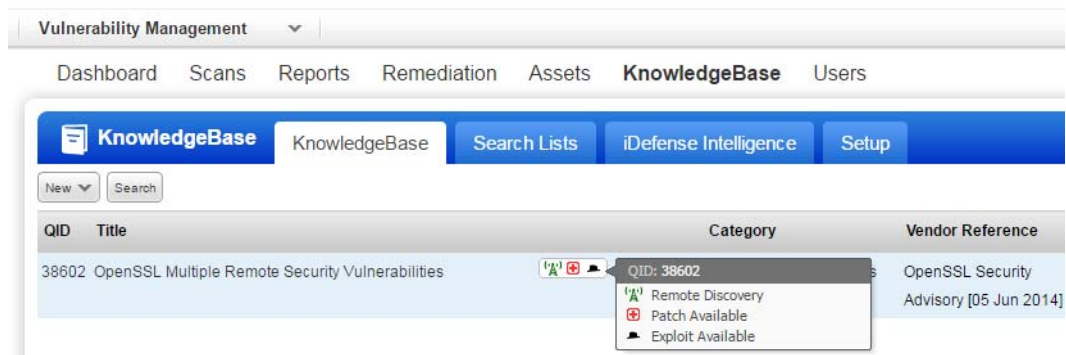 Vulnerability Management
Dashboard Scans Reports Remediation Assets KnowledgeBase Users
KnowledgeBase KnowledgeBase Search Lists iDefense Intelligence Setup
New Search
QID Title Category Vendor Reference
38602 OpenSSL Multiple Remote Security Vulnerabilities s OpenSSL Security
Advisory [05 Jun 2014]
QID: 38602
Remote Discovery
Patch Available
Exploit Available